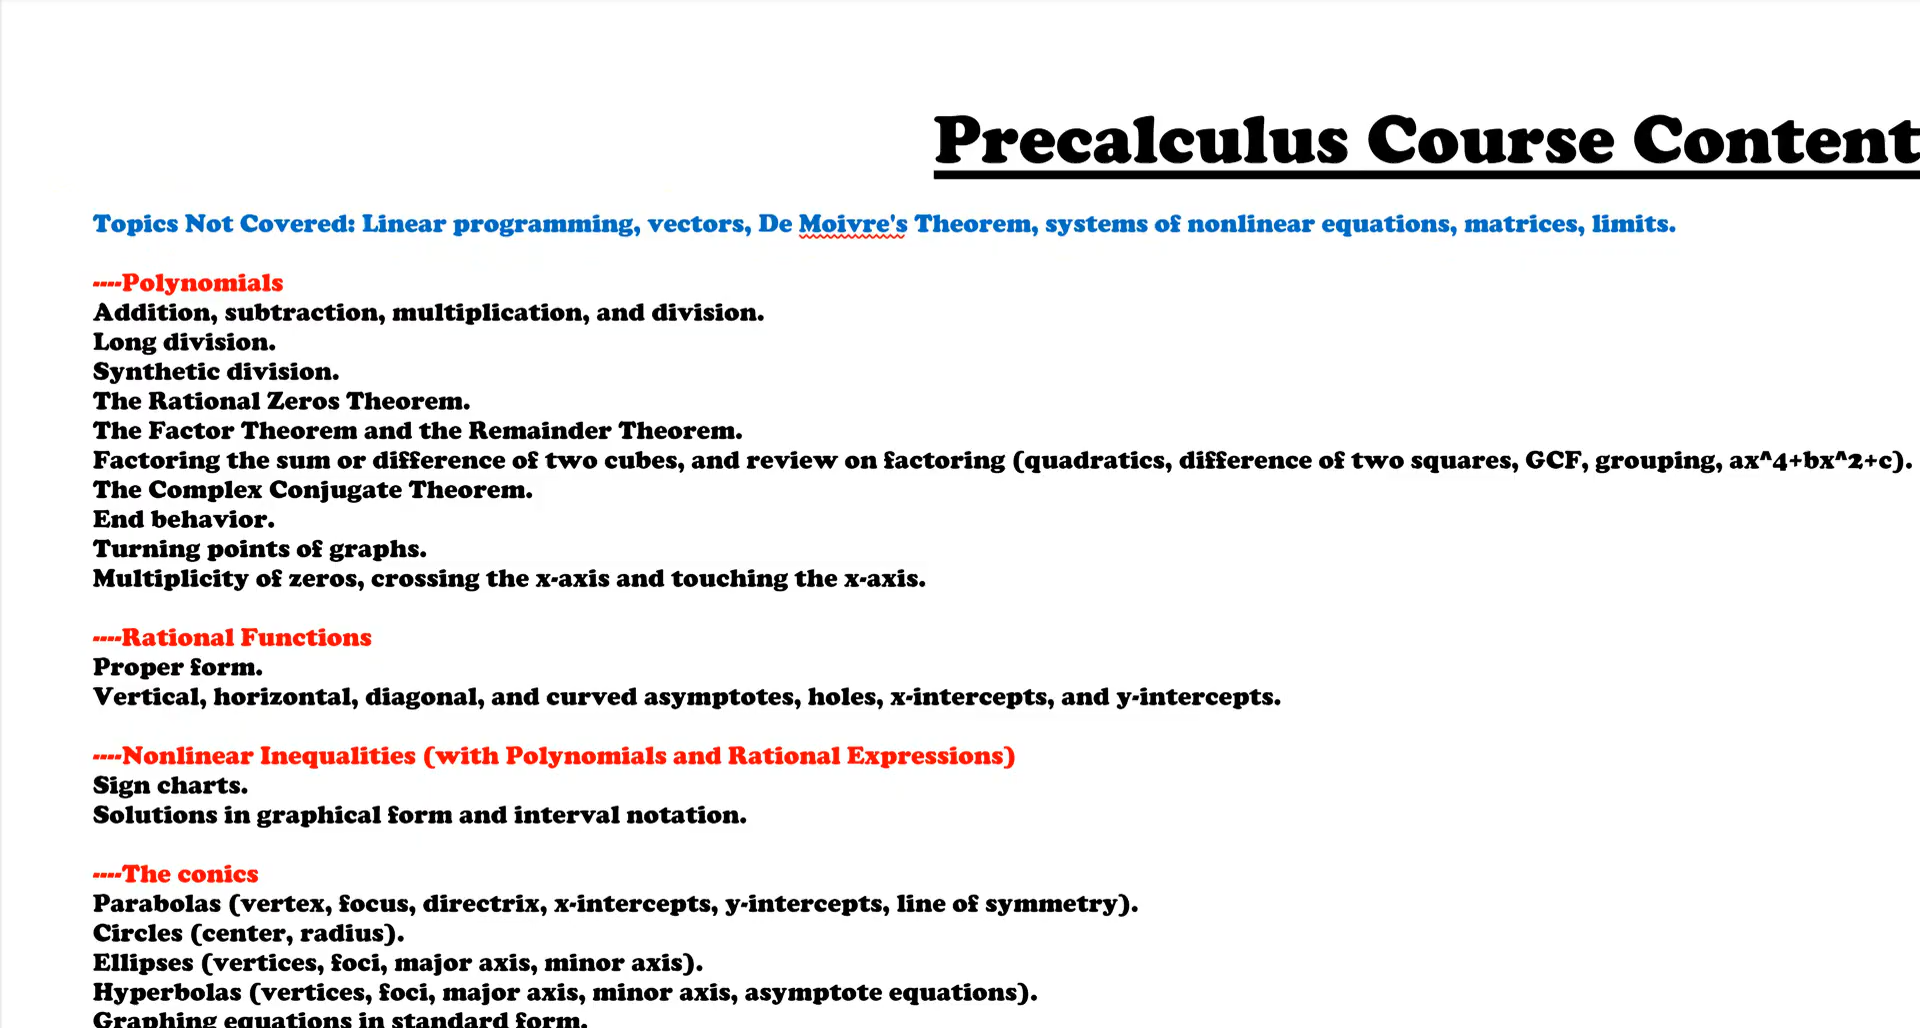 Precalculus Course Content
Topics Not Covered: Linear programming, vectors, De Moivre's Theorem, systems of nonlinear equations, matrices, limits.
----Polynomials
Addition, subtraction, multiplication, and division.
Long division.
Synthetic division.
The Rational Zeros Theorem.
The Factor Theorem and the Remainder Theorem.
Factoring the sum or difference of two cubes, and review on factoring (quadratics, difference of two squares, GCF, grouping, ax^4+bx^2+c).
The Complex Conjugate Theorem.
End behavior.
Turning points of graphs.
Multiplicity of zeros, crossing the x-axis and touching the x-axis.
----Rational Functions
Proper form.
Vertical, horizontal, diagonal, and curved asymptotes, holes, x-intercepts, and y-intercepts.
----Nonlinear Inequalities (with Polynomials and Rational Expressions)
Sign charts.
Solutions in graphical form and interval notation.
----The conics
Parabolas (vertex, focus, directrix, x-intercepts, y-intercepts, line of symmetry).
Circles (center, radius).
Ellipses (vertices, foci, major axis, minor axis).
Hyperbolas (vertices, foci, major axis, minor axis, asymptote equations).
Graphing equations in standard form.